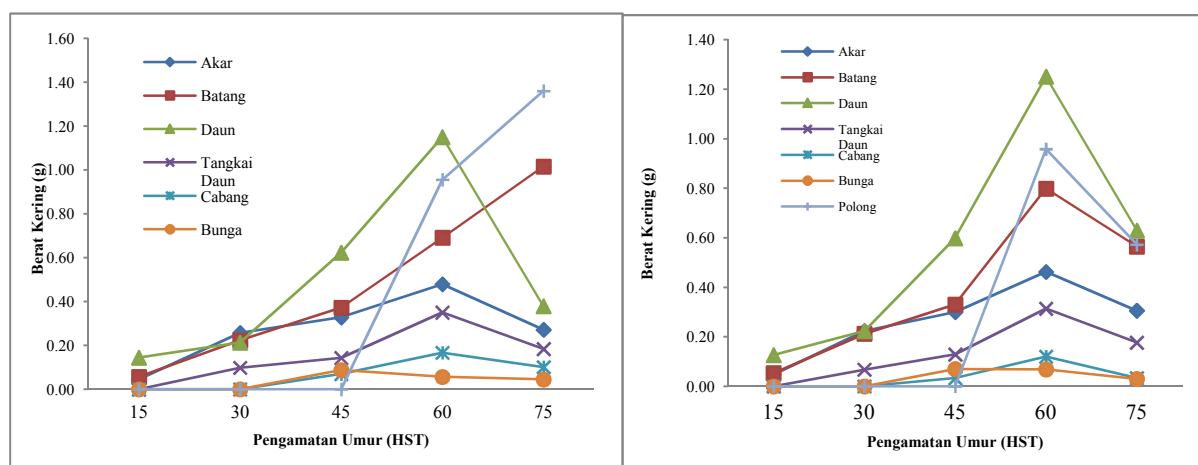 Berat Kering (g)
1.60
1.40
1.20
1.00
0.80
0.60
0.40
0.20
0.00
Akar
Batang
Daun
Tangkai
Daun
Cabang
Bunga
15 30 45 60 75
Pengamatan Umur (HST)
Berat Kering (g)
1.40
1.20
1.00
0.80
0.60
0.40
0.20
0.00
Akar
Batang
Daun
Tangkai
Daun
Cabang
Bunga
Polong
15 30 45 60 75
Pengamatan Umur (HST)